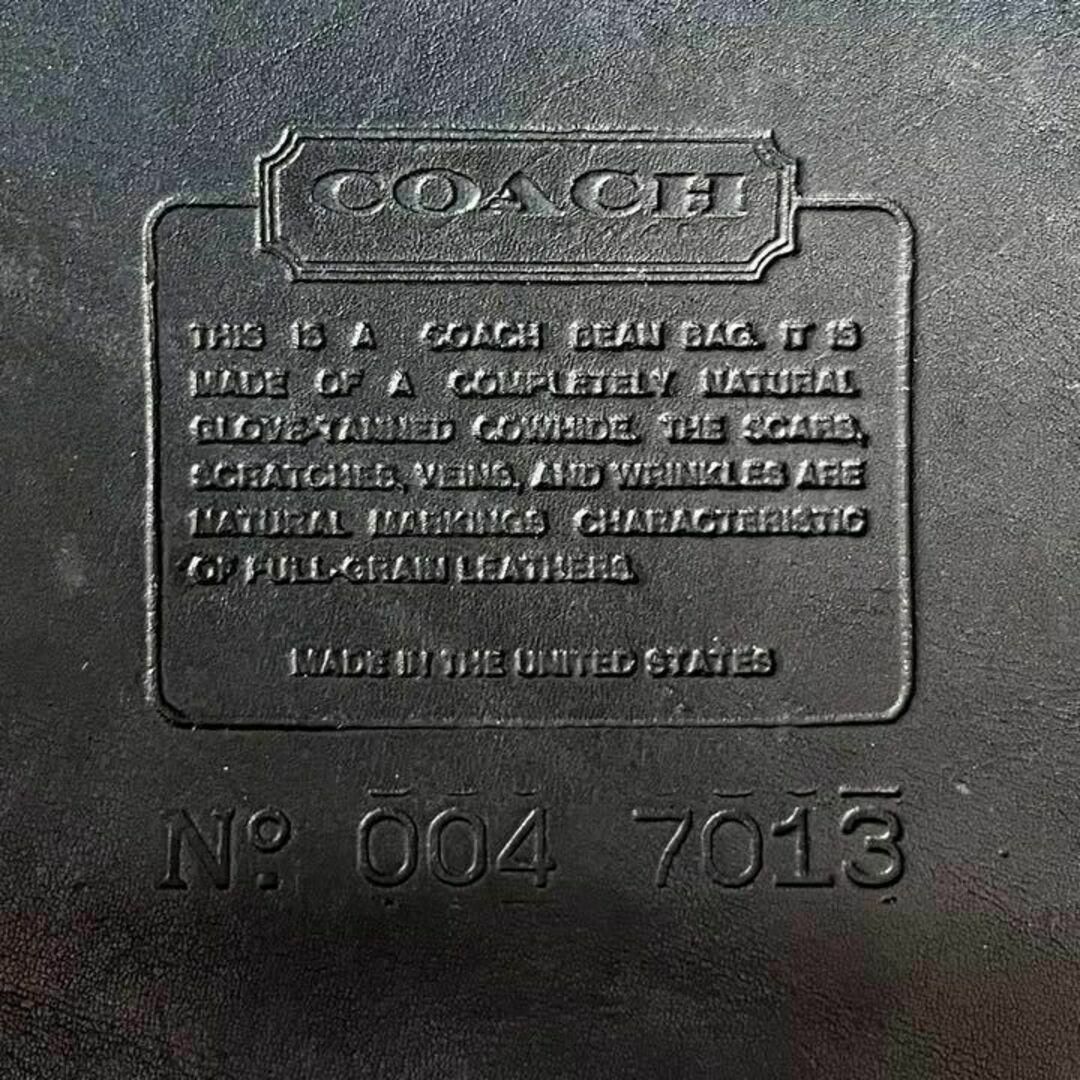 COACH
THIS IS A COACH BEAN BAG. IT IS
MADE OF A COMPLETELY NATURAL
GLOVE-TANNED COWHIDE. THE SCARS,
SCRATCHES, VEINS, AND WRINKLES ARE
NATURAL MARKINGS CHARACTERISTIC
OF FULL-GRAIN LEATHERS.
MADE IN THE UNITED STATES
No. 004 7013